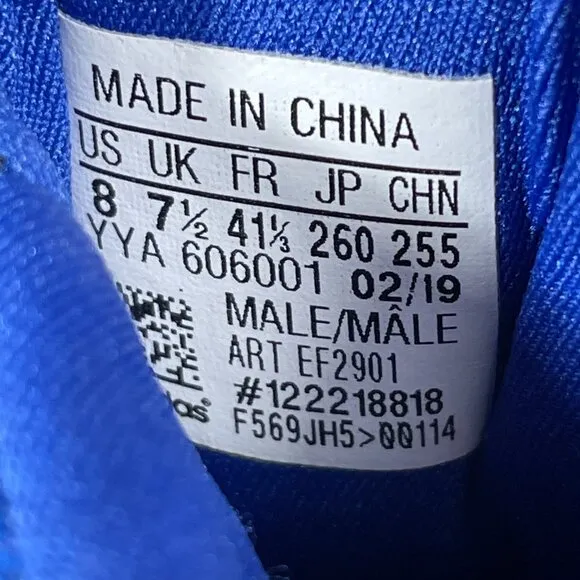 MADE IN CHINA
US UK FR JP CHN
8 7½ 41⅓ 260 255
YYA 606001 02/19
MALE/MÂLE
ART EF2901
#122218818
F569JH5>00114